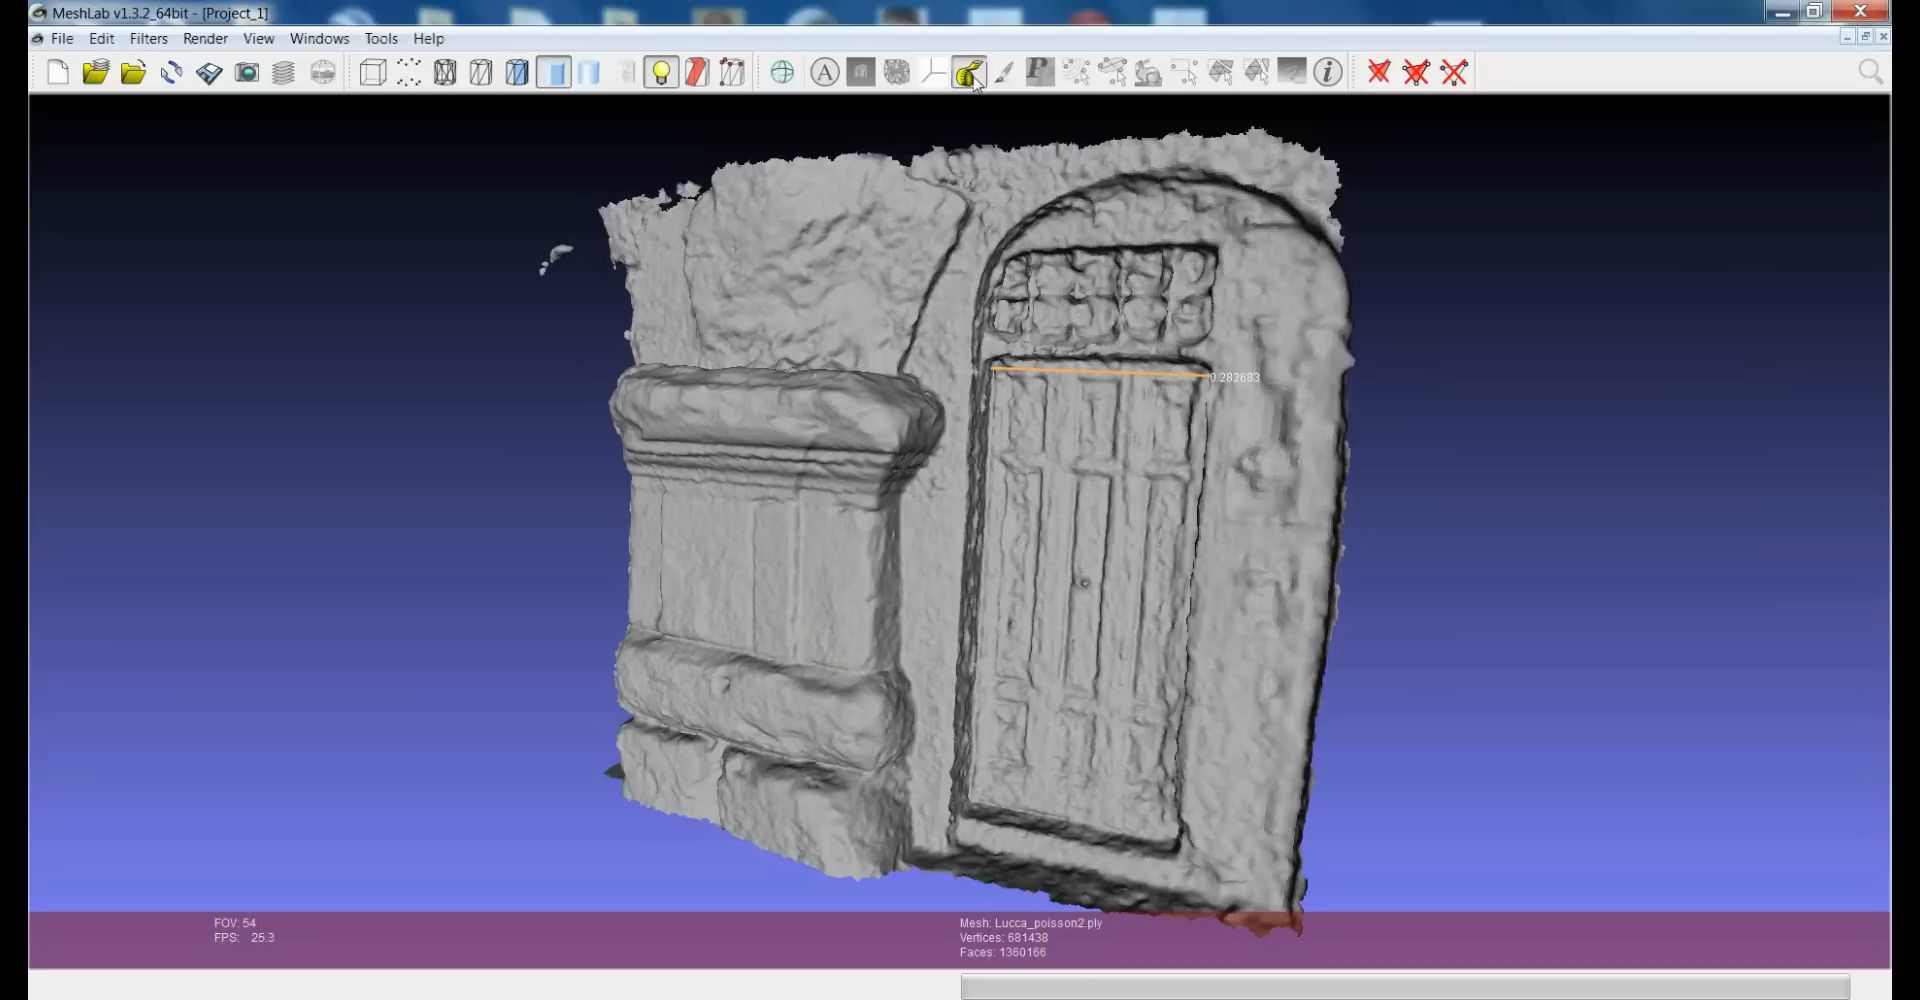 MeshLab v1.3.2_64bit - [Project_1]
File Edit Filters Render View Windows Tools Help
A
P
i
0.282683
FOV: 54
FPS: 25.3
Mesh: Lucca_poisson2.ply
Vertices: 681438
Faces: 1360166